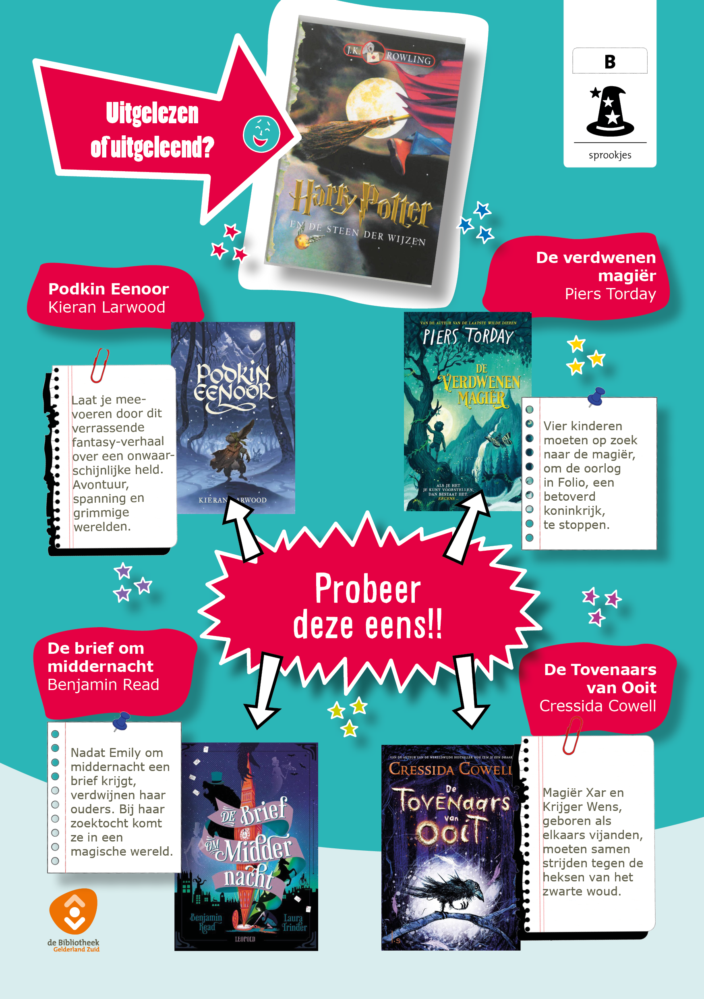 Uitgelezen
of uitgeleend?
J.K. ROWLING
Harry Potter
EN DE STEEN DER WIJZEN
B
sprookjes
Podkin Eenoor
Kieran Larwood
Laat je mee-
voeren door dit
verrassende
fantasy-verhaal
over een onwaar-
schijnlijke held.
Avontuur,
spanning en
grimmige
werelden.
PODKIN
EENOOR
KIERAN LARWOOD
De verdwenen
magiër
Piers Torday
VAN DE AUTEUR VAN DE LAATSTE WILDE DIEREN
PIERS TORDAY
DE
VERDWENEN
MAGIËR
ALS JE HET
JE KUNT VOORSTELLEN,
DAN BESTAAT HET.
ERGENS ...
Vier kinderen
moeten op zoek
naar de magiër,
om de oorlog
in Folio, een
betoverd
koninkrijk,
te stoppen.
Probeer
deze eens!!
De brief om
middernacht
Benjamin Read
Nadat Emily om
middernacht een
brief krijgt,
verdwijnen haar
ouders. Bij haar
zoektocht komt
ze in een
magische wereld.
DE Brief
OM Midder
nacht
Benjamin
Read
Laura
Trinder
LEOPOLD
De Tovenaars
van Ooit
Cressida Cowell
VAN DE AUTEUR VAN DE WERELDWIJDE BESTSELLER HOE TEM JE EEN DRAAK
CRESSIDA COWELL
De
TOVENaars
van
OoiT
l.s
Magiër Xar en
Krijger Wens,
geboren als
elkaars vijanden,
moeten samen
strijden tegen de
heksen van het
zwarte woud.
de Bibliotheek
Gelderland Zuid